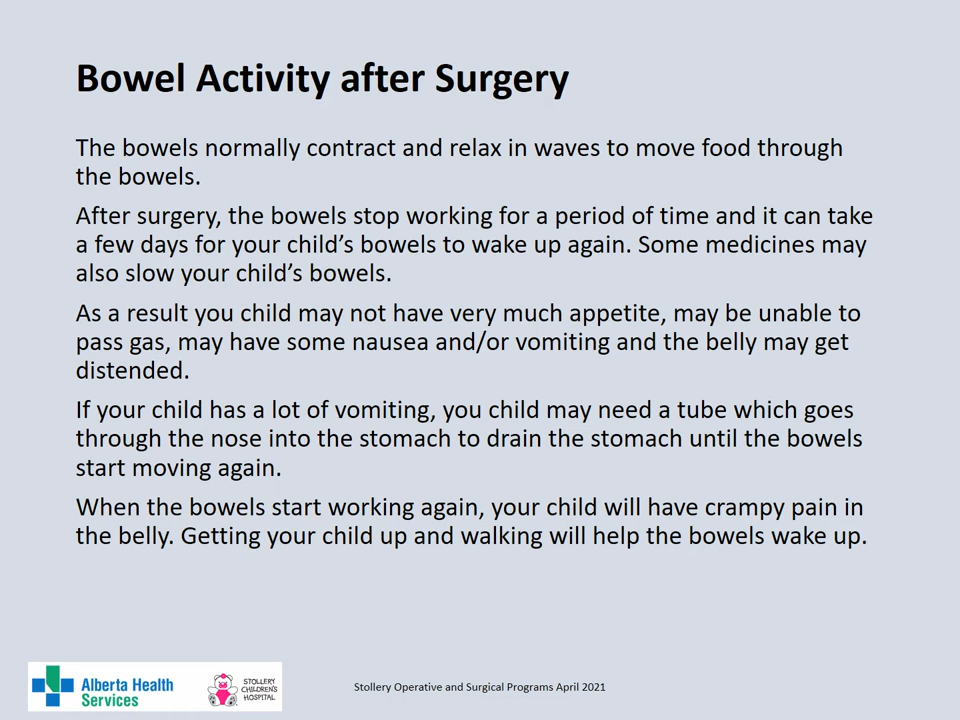 Bowel Activity after Surgery
The bowels normally contract and relax in waves to move food through
the bowels.
After surgery, the bowels stop working for a period of time and it can take
a few days for your child’s bowels to wake up again. Some medicines may
also slow your child’s bowels.
As a result you child may not have very much appetite, may be unable to
pass gas, may have some nausea and/or vomiting and the belly may get
distended.
If your child has a lot of vomiting, you child may need a tube which goes
through the nose into the stomach to drain the stomach until the bowels
start moving again.
When the bowels start working again, your child will have crampy pain in
the belly. Getting your child up and walking will help the bowels wake up.
Alberta Health
Services
STOLLERY
CHILDREN'S
HOSPITAL
Stollery Operative and Surgical Programs April 2021